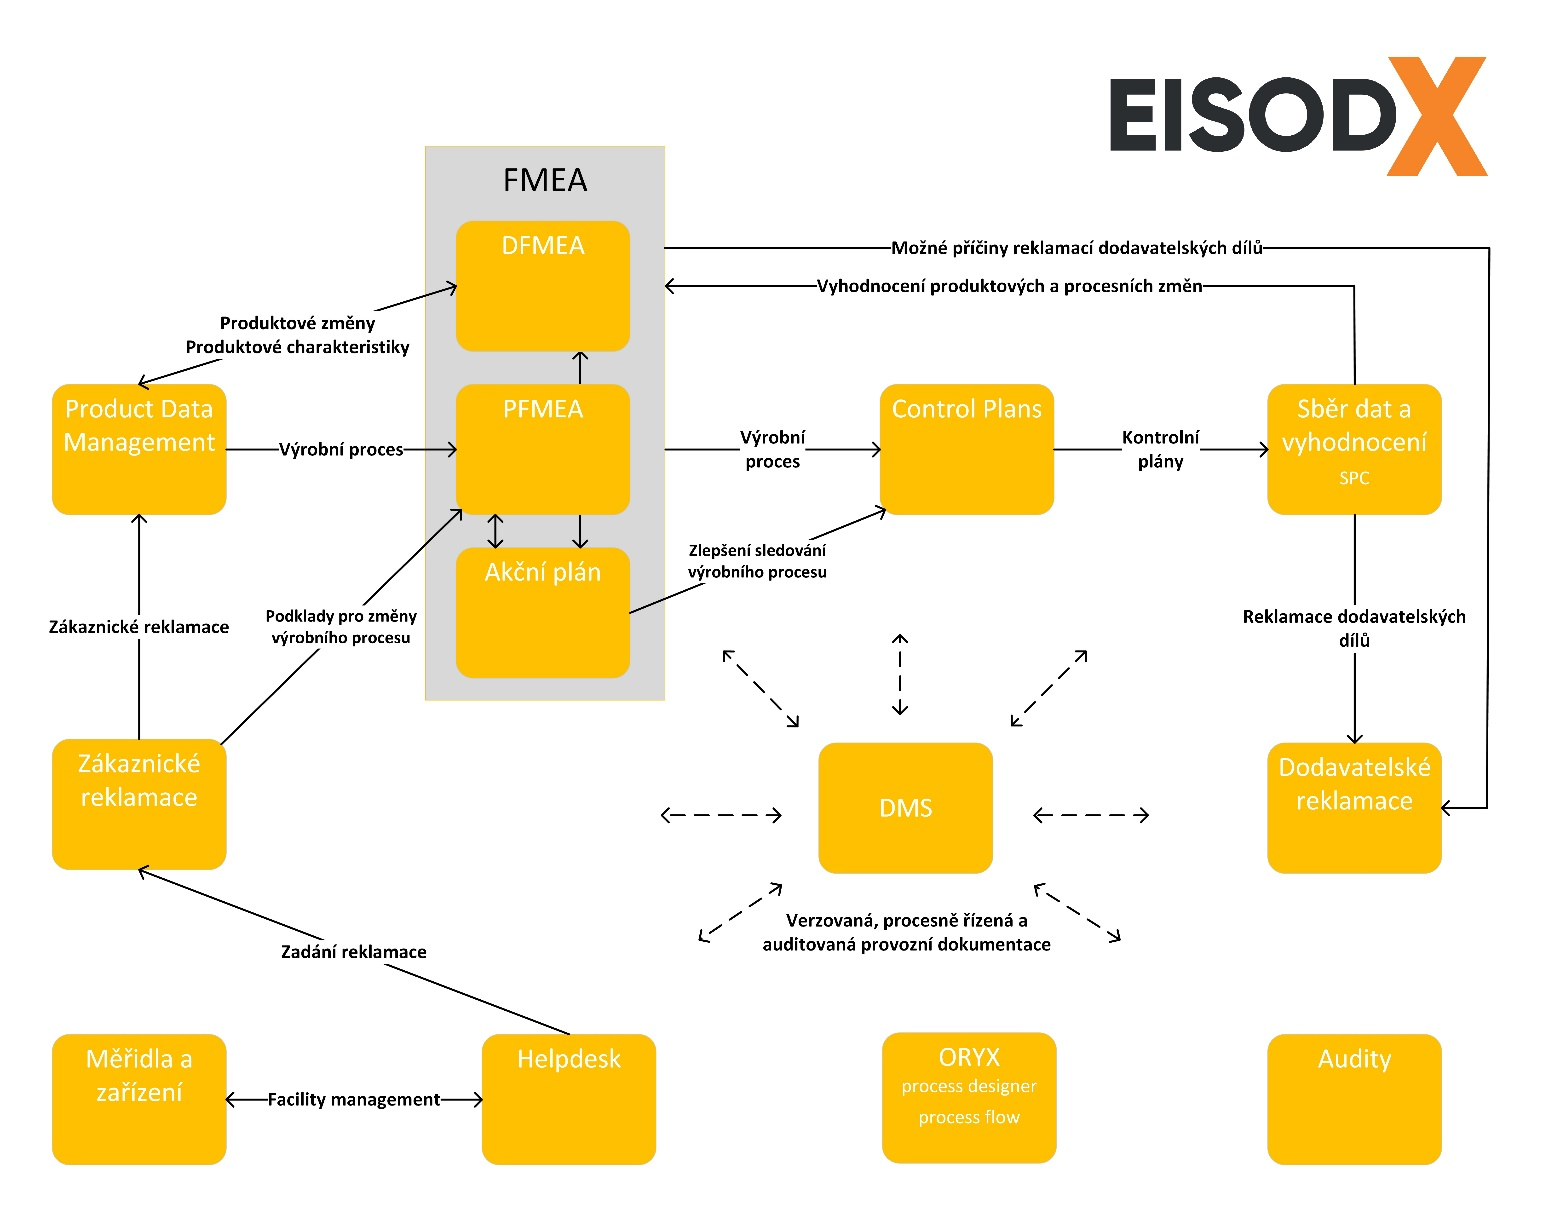 EISODX
FMEA
DFMEA
Možné příčiny reklamací dodavatelských dílů
Vyhodnocení produktových a procesních změn
Produktové změny
Produktové charakteristiky
Product Data
Management
Výrobní proces
PFMEA
Výrobní
proces
Control Plans
Kontrolní
plány
Sběr dat a
vyhodnocení
SPC
Akční plán
Zlepšení sledování
výrobního procesu
Zákaznické reklamace
Podklady pro změny
výrobního procesu
Reklamace dodavatelských
dílů
Zákaznické
reklamace
DMS
Dodavatelské
reklamace
Verzovaná, procesně řízená a
auditovaná provozní dokumentace
Zadání reklamace
Měřidla a
zařízení
Facility management
Helpdesk
ORYX
process designer
process flow
Audity